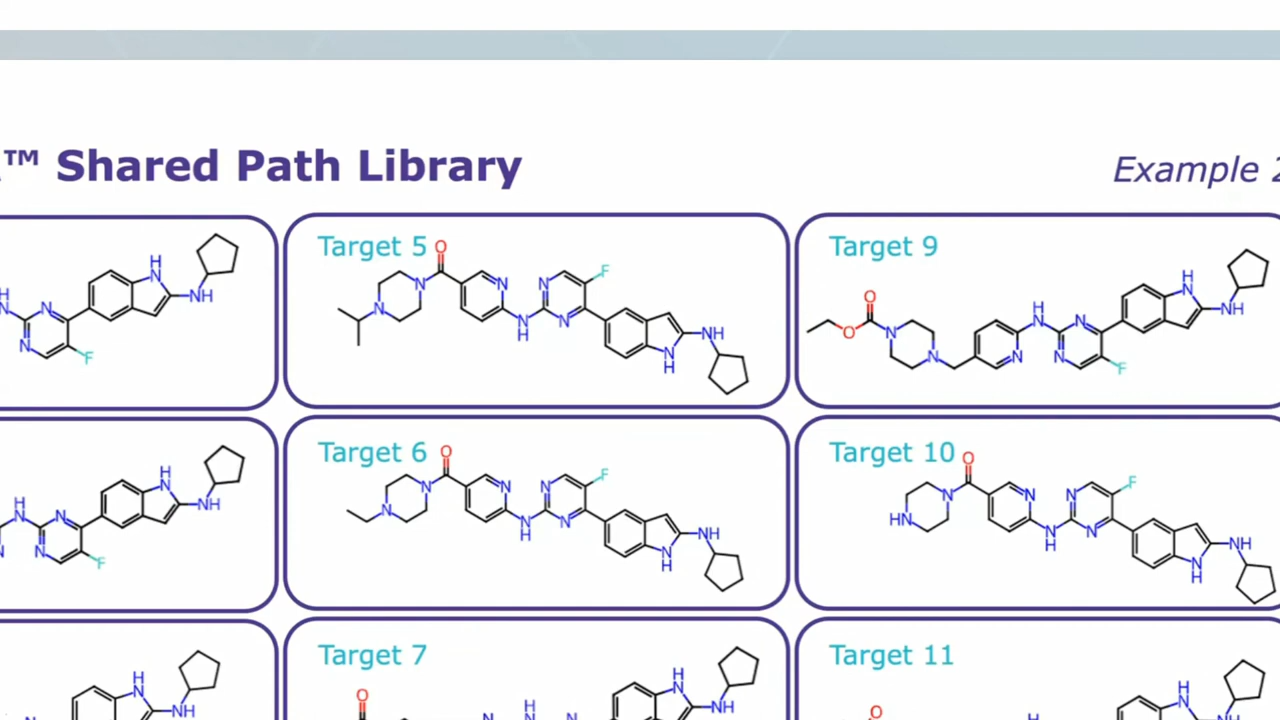 ™ Shared Path Library
Example 2
Target 5
Target 9
Target 6
Target 10
Target 7
Target 11